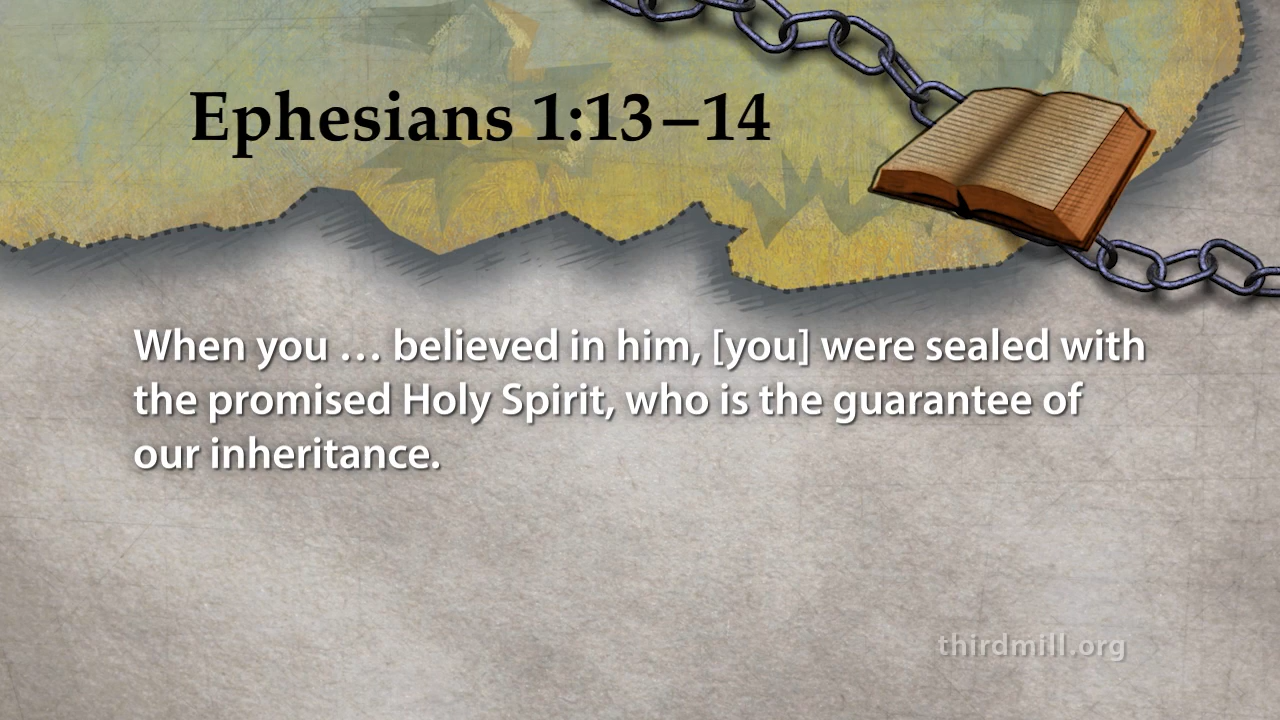 Ephesians 1:13–14
When you … believed in him, [you] were sealed with
the promised Holy Spirit, who is the guarantee of
our inheritance.
thirdmill.org